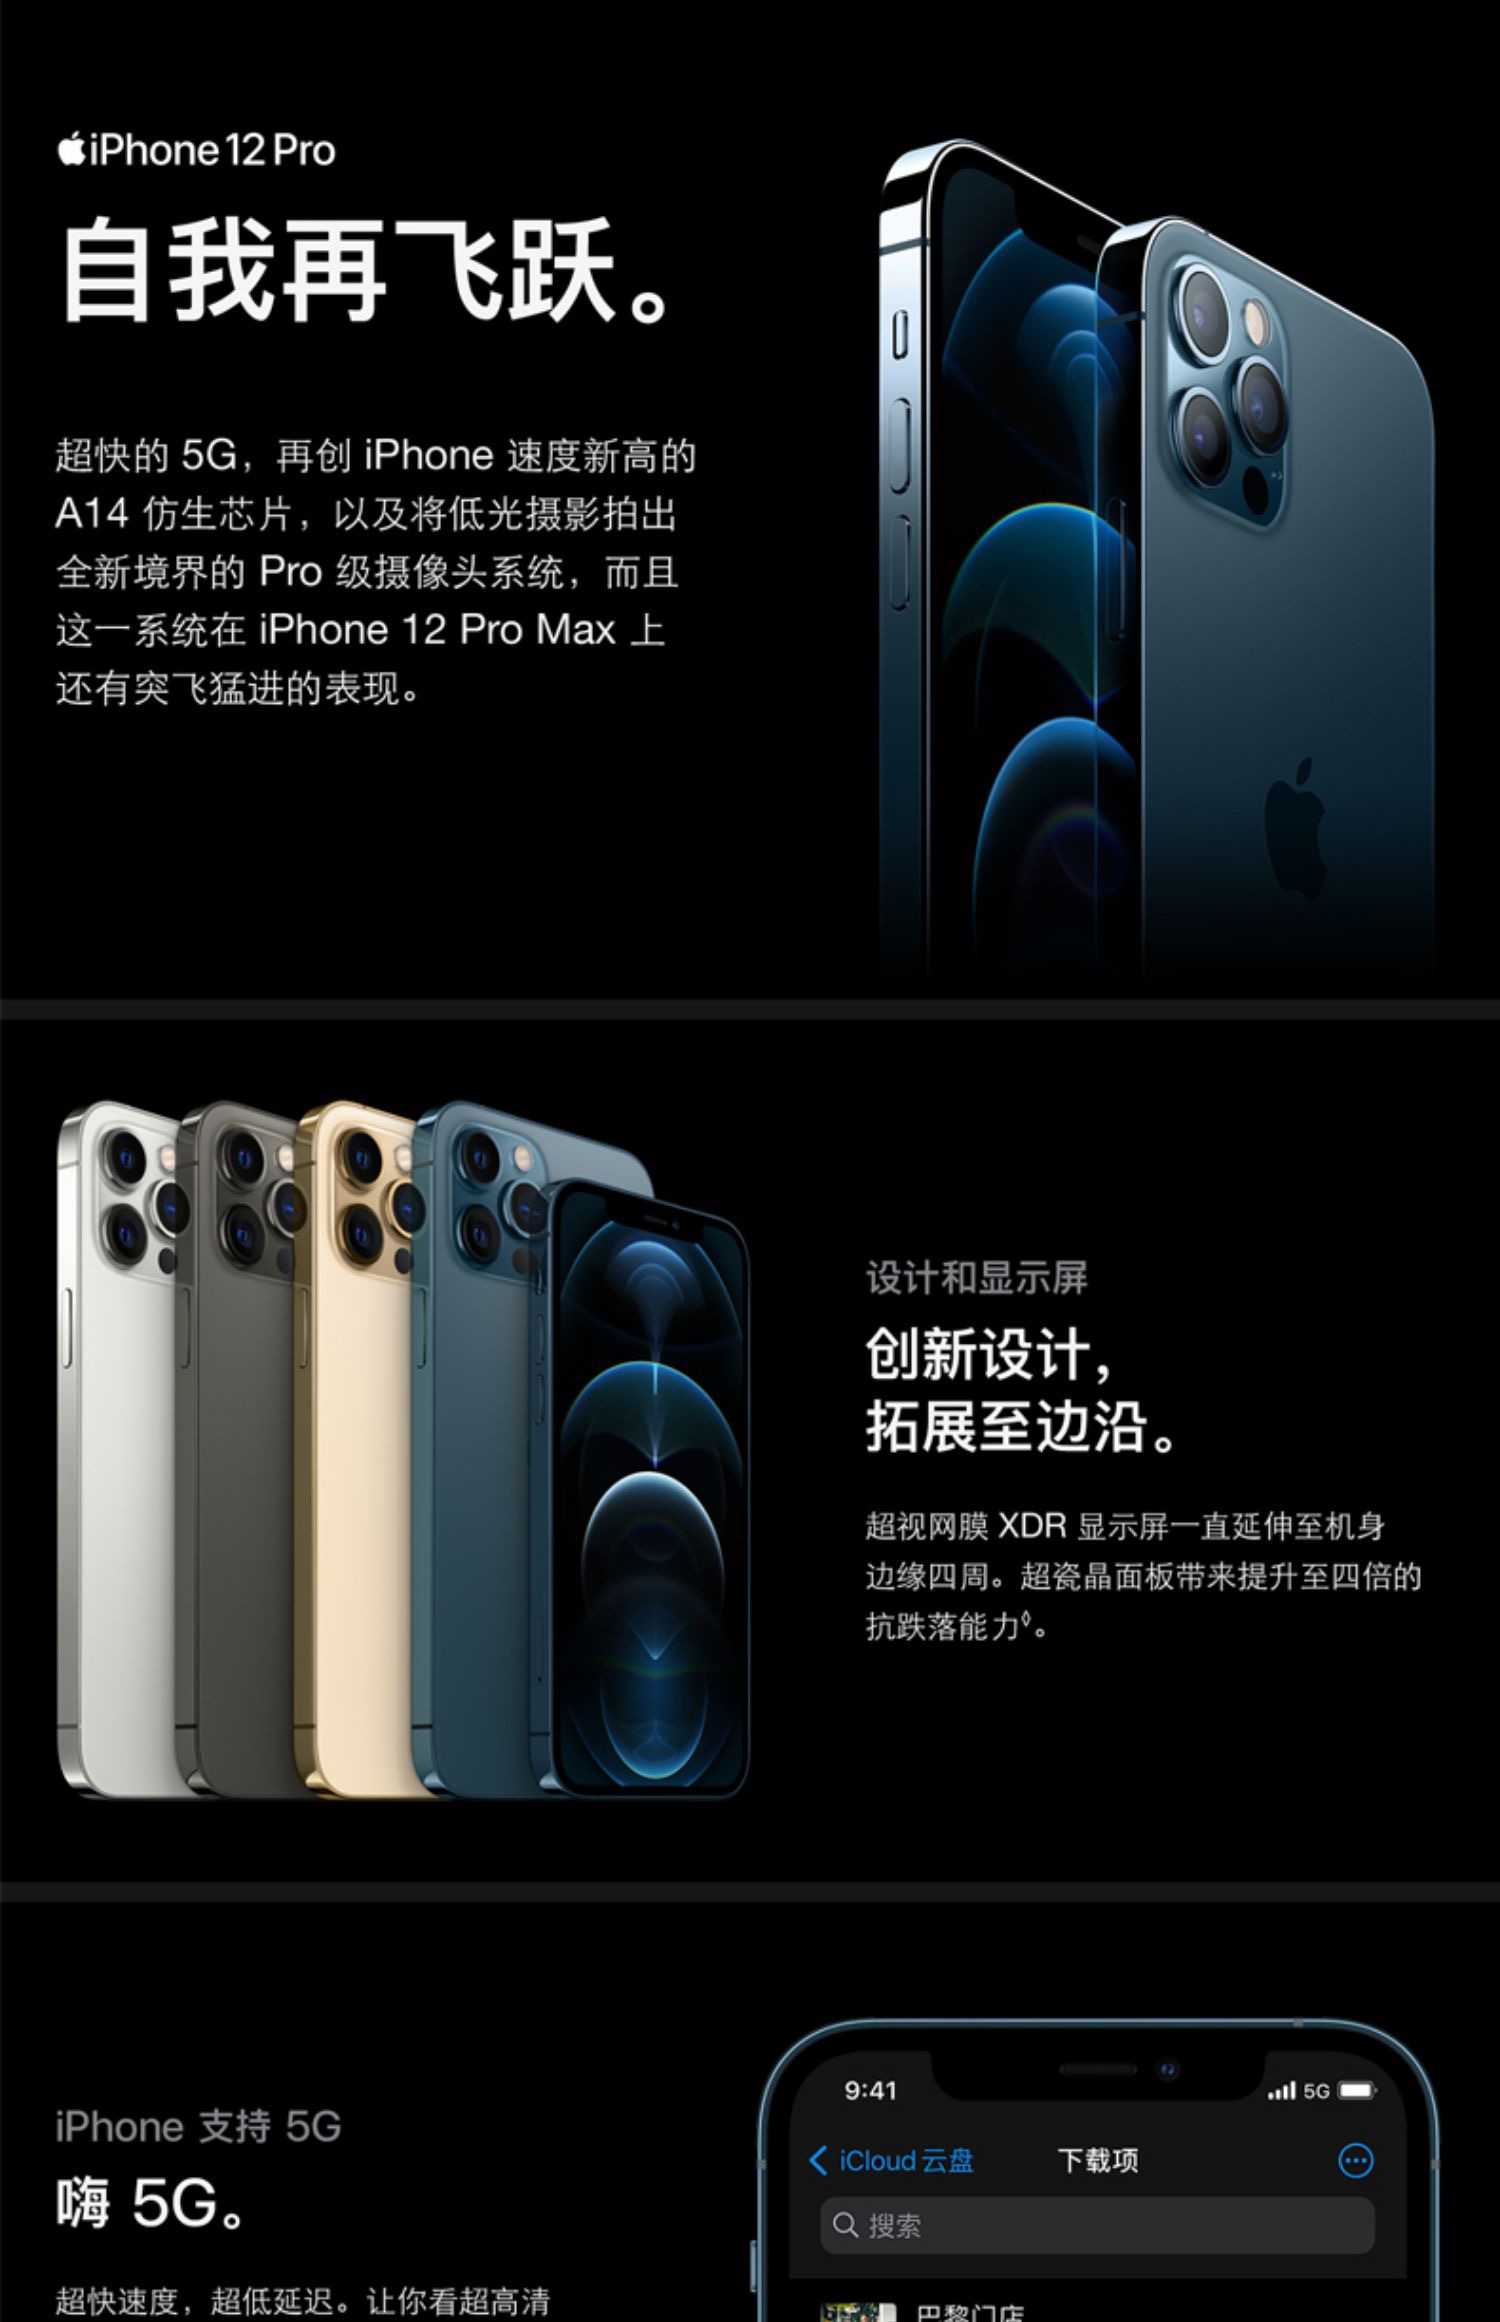 iPhone 12 Pro
自我再飞跃。
超快的 5G，再创 iPhone 速度新高的
A14 仿生芯片，以及将低光摄影拍出
全新境界的 Pro 级摄像头系统，而且
这一系统在 iPhone 12 Pro Max 上
还有突飞猛进的表现。
设计和显示屏
创新设计，
拓展至边沿。
超视网膜 XDR 显示屏一直延伸至机身
边缘四周。超瓷晶面板带来提升至四倍的
抗跌落能力◊。
iPhone 支持 5G
嗨 5G。
超快速度，超低延迟。让你看超高清
9:41
5G
iCloud 云盘
下载项
搜索
巴黎门店